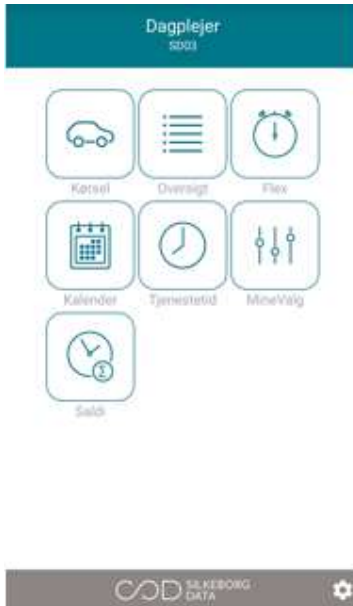 Dagplejer
SD03
Kørsel Oversigt Flex
Kalender Tjenestetid MineValg
Σ
Saldi
SILKEBORG
DATA